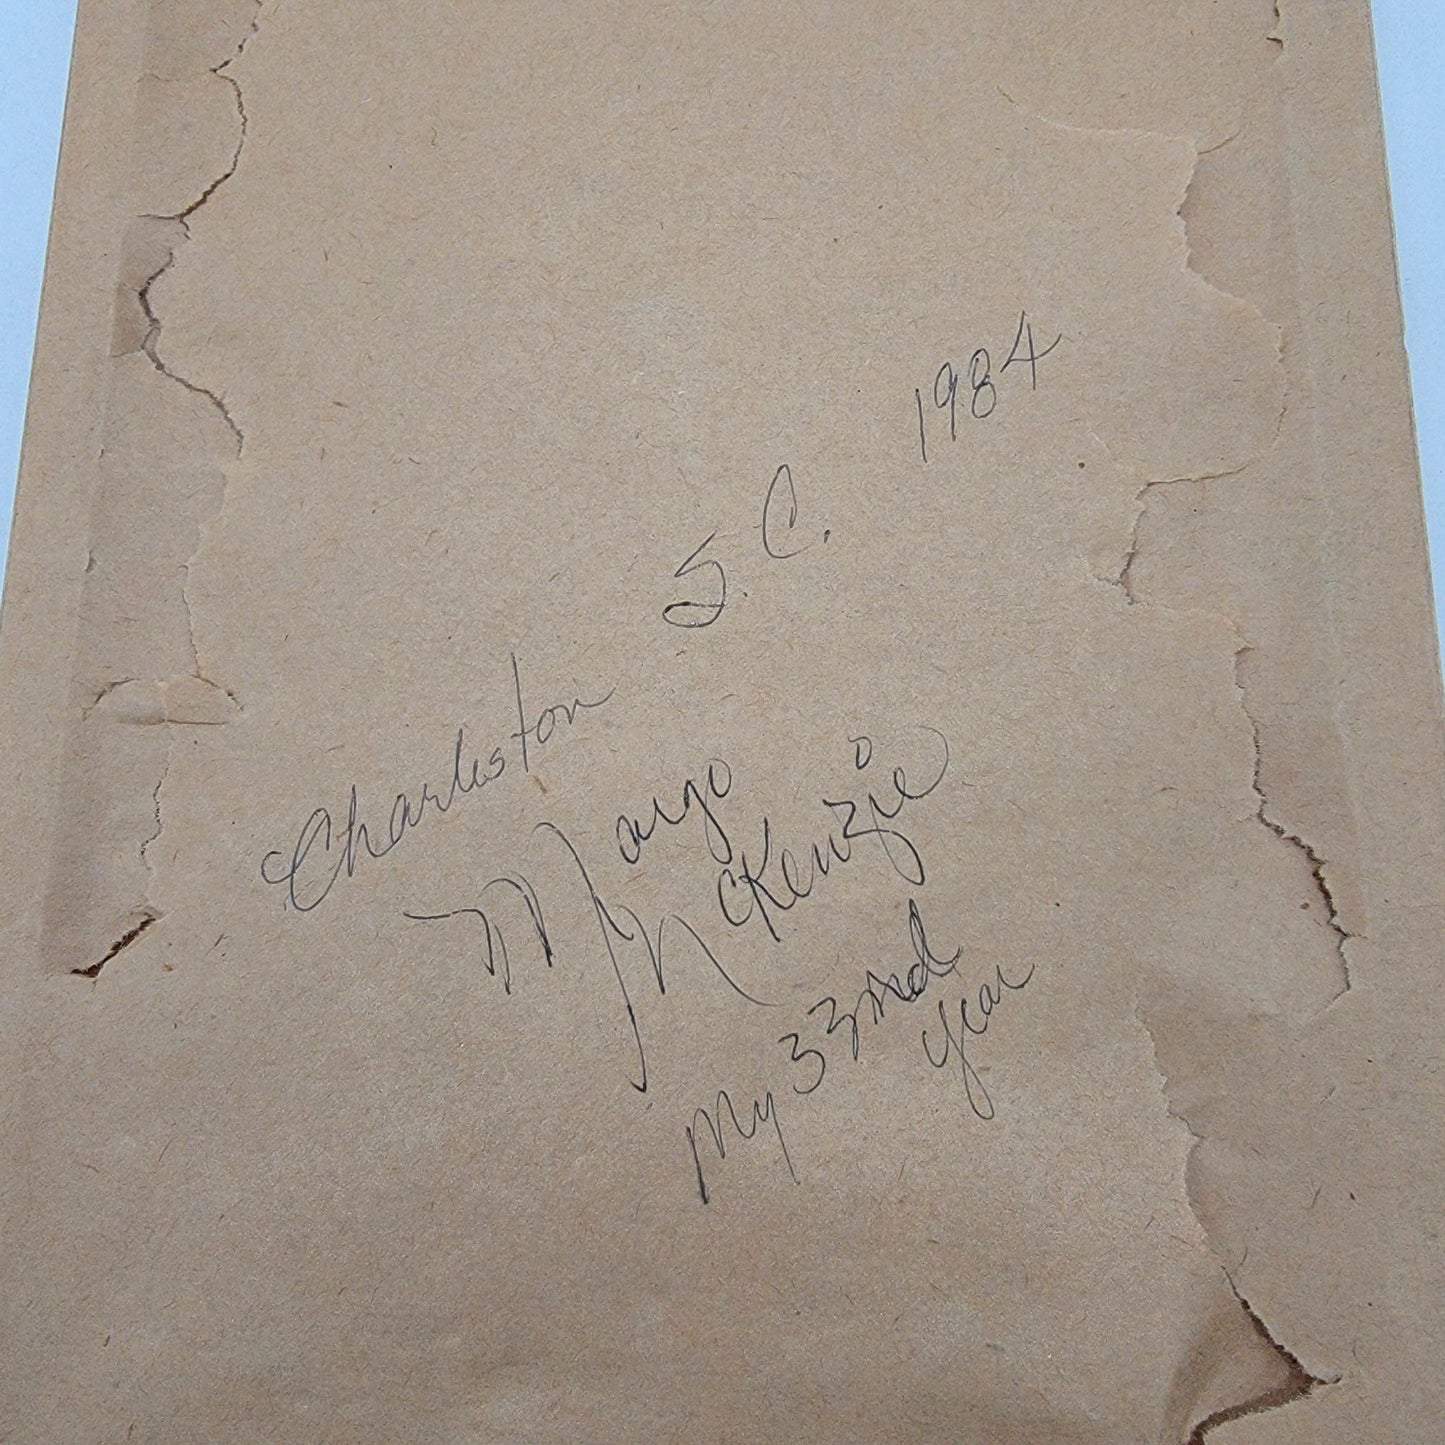 Charleston S.C. 1984
Margo
McKenzie
My 33rd
year